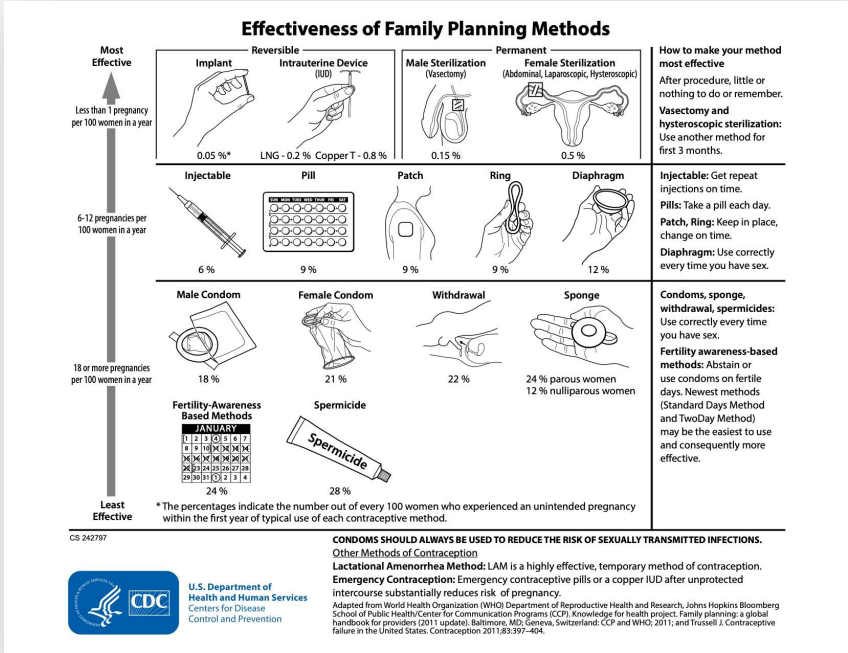 Effectiveness of Family Planning Methods
Most
Effective
Less than 1 pregnancy
per 100 women in a year
6-12 pregnancies per
100 women in a year
18 or more pregnancies
per 100 women in a year
Least
Effective
Reversible
Implant
0.05 %*
Intrauterine Device
(IUD)
LNG - 0.2 % Copper T - 0.8 %
Permanent
Male Sterilization
(Vasectomy)
0.15 %
Female Sterilization
(Abdominal, Laparoscopic, Hysteroscopic)
0.5 %
How to make your method
most effective
After procedure, little or
nothing to do or remember.
Vasectomy and
hysteroscopic sterilization:
Use another method for
first 3 months.
Injectable
6 %
Pill
SUN MON TUES WED THUR FRI SAT
9 %
Patch
9 %
Ring
9 %
Diaphragm
12 %
Injectable: Get repeat
injections on time.
Pills: Take a pill each day.
Patch, Ring: Keep in place,
change on time.
Diaphragm: Use correctly
every time you have sex.
Male Condom
18 %
Female Condom
21 %
Withdrawal
22 %
Sponge
24 % parous women
12 % nulliparous women
Condoms, sponge,
withdrawal, spermicides:
Use correctly every time
you have sex.
Fertility awareness-based
methods: Abstain or
use condoms on fertile
days. Newest methods
(Standard Days Method
and TwoDay Method)
may be the easiest to use
and consequently more
effective.
Fertility-Awareness
Based Methods
JANUARY
1 2 3 4 5 6 7
8 9 10 11 12 13 14
15 16 17 18 19 20 21
22 23 24 25 26 27 28
29 30 31 1 2 3 4
24 %
Spermicide
Spermicide
28 %
* The percentages indicate the number out of every 100 women who experienced an unintended pregnancy
within the first year of typical use of each contraceptive method.
CS 242797
CDC
U.S. Department of
Health and Human Services
Centers for Disease
Control and Prevention
CONDOMS SHOULD ALWAYS BE USED TO REDUCE THE RISK OF SEXUALLY TRANSMITTED INFECTIONS.
Other Methods of Contraception
Lactational Amenorrhea Method: LAM is a highly effective, temporary method of contraception.
Emergency Contraception: Emergency contraceptive pills or a copper IUD after unprotected
intercourse substantially reduces risk of pregnancy.
Adapted from World Health Organization (WHO) Department of Reproductive Health and Research, Johns Hopkins Bloomberg
School of Public Health/Center for Communication Programs (CCP). Knowledge for health project. Family planning: a global
handbook for providers (2011 update). Baltimore, MD; Geneva, Switzerland: CCP and WHO; 2011; and Trussell J. Contraceptive
failure in the United States. Contraception 2011;83:397–404.